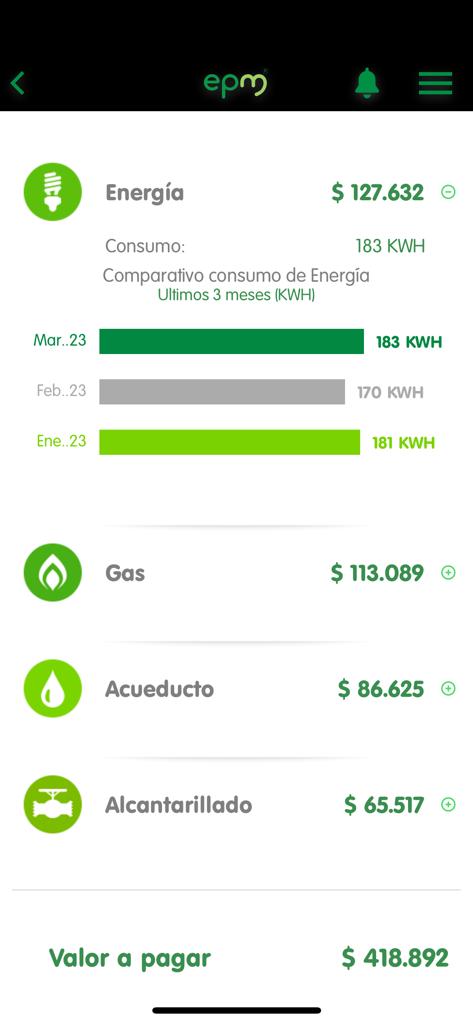 epm
Energía $ 127.632
Consumo: 183 KWH
Comparativo consumo de Energía
Ultimos 3 meses (KWH)
Mar..23 183 KWH
Feb..23 170 KWH
Ene..23 181 KWH
Gas $ 113.089
Acueducto $ 86.625
Alcantarillado $ 65.517
Valor a pagar $ 418.892